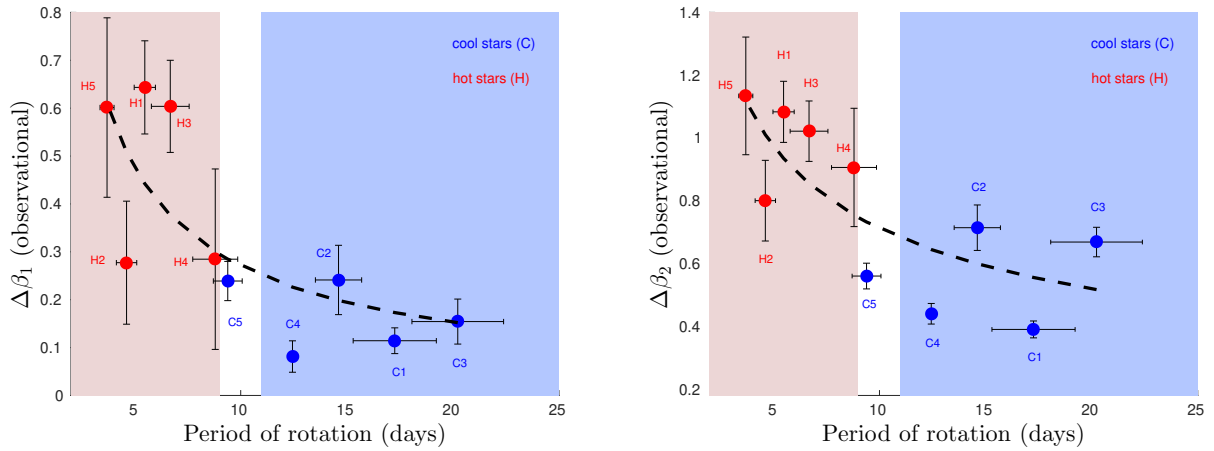 0.8
0.7
0.6
0.5
0.4
0.3
0.2
0.1
0
5
10
15
20
25
Δβ1 (observational)
Period of rotation (days)
cool stars (C)
hot stars (H)
H5
H1
H3
H2
H4
C5
C2
C4
C1
C3
1.4
1.2
1
0.8
0.6
0.4
0.2
5
10
15
20
25
Δβ2 (observational)
Period of rotation (days)
cool stars (C)
hot stars (H)
H5
H1
H3
H4
H2
C5
C2
C3
C4
C1